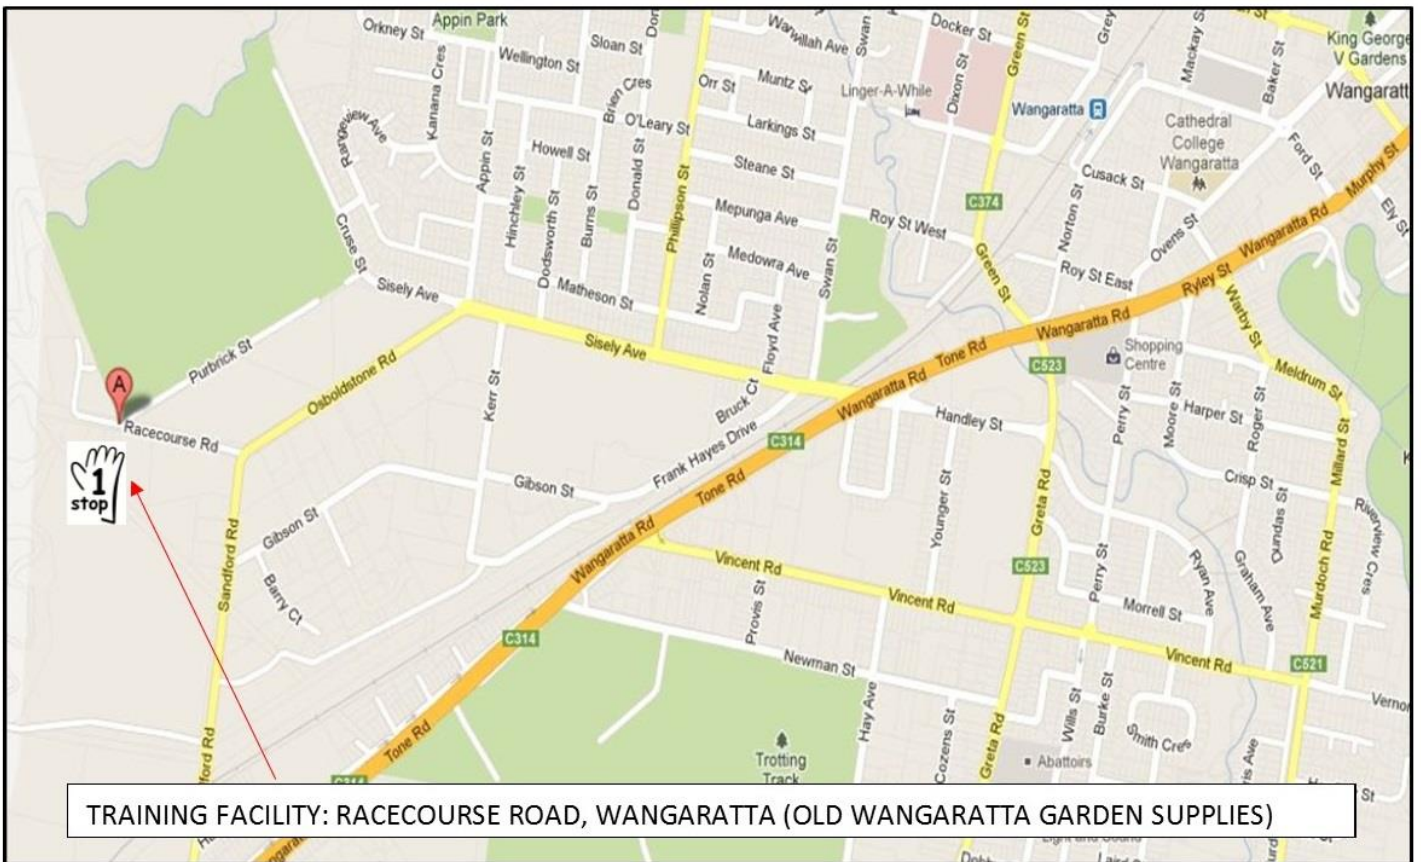 Appin Park
Orkney St
Wellington St
Sloan St
Kanana Cres
Rangeview Ave
Appin St
Brien Cres
O'Leary St
Howell St
Hinchley St
Dodsworth St
Burns St
Donald St
Matheson St
Cruse St
Sisely Ave
Phillipson St
Orr St
Muntz St
Larkings St
Steane St
Mepunga Ave
Medowra Ave
Nolan St
Floyd Ave
Swan St
Swan St
Linger-A-While
Docker St
Dixon St
Green St
Wangaratta
Mackay St
Baker St
King George
V Gardens
Wangaratt
Cathedral
College
Wangaratta
Ford St
Cusack St
Norton St
Ovens St
Murphy St
Ely St
C374
Roy St West
Green St
Roy St East
Ryley St
Wangaratta Rd
Wangaratta Rd
Tone Rd
Wangaratta Rd
C523
Shopping
Centre
Warby St
Meldrum St
Purbrick St
Osboldstone Rd
Sisely Ave
Kerr St
Bruck Ct
Frank Hayes Drive
C314
Tone Rd
Handley St
Perry St
Moore St
Harper St
Roger St
Millard St
Crisp St
Dundas St
Riverview Cres
A
Racecourse Rd
1
stop
Gibson St
Gibson St
Barry Ct
Sandford Rd
Wangaratta Rd
C314
Tone Rd
Vincent Rd
Vincent Rd
Vincent Rd
Provis St
Younger St
Greta Rd
C523
Perry St
Morrell St
Ryan Ave
Graham Ave
Murdoch Rd
C521
Newman St
Hay Ave
Cozens St
Greta Rd
Wills St
Burke St
Smith Cres
Abattoirs
Trotting
Track
TRAINING FACILITY: RACECOURSE ROAD, WANGARATTA (OLD WANGARATTA GARDEN SUPPLIES)